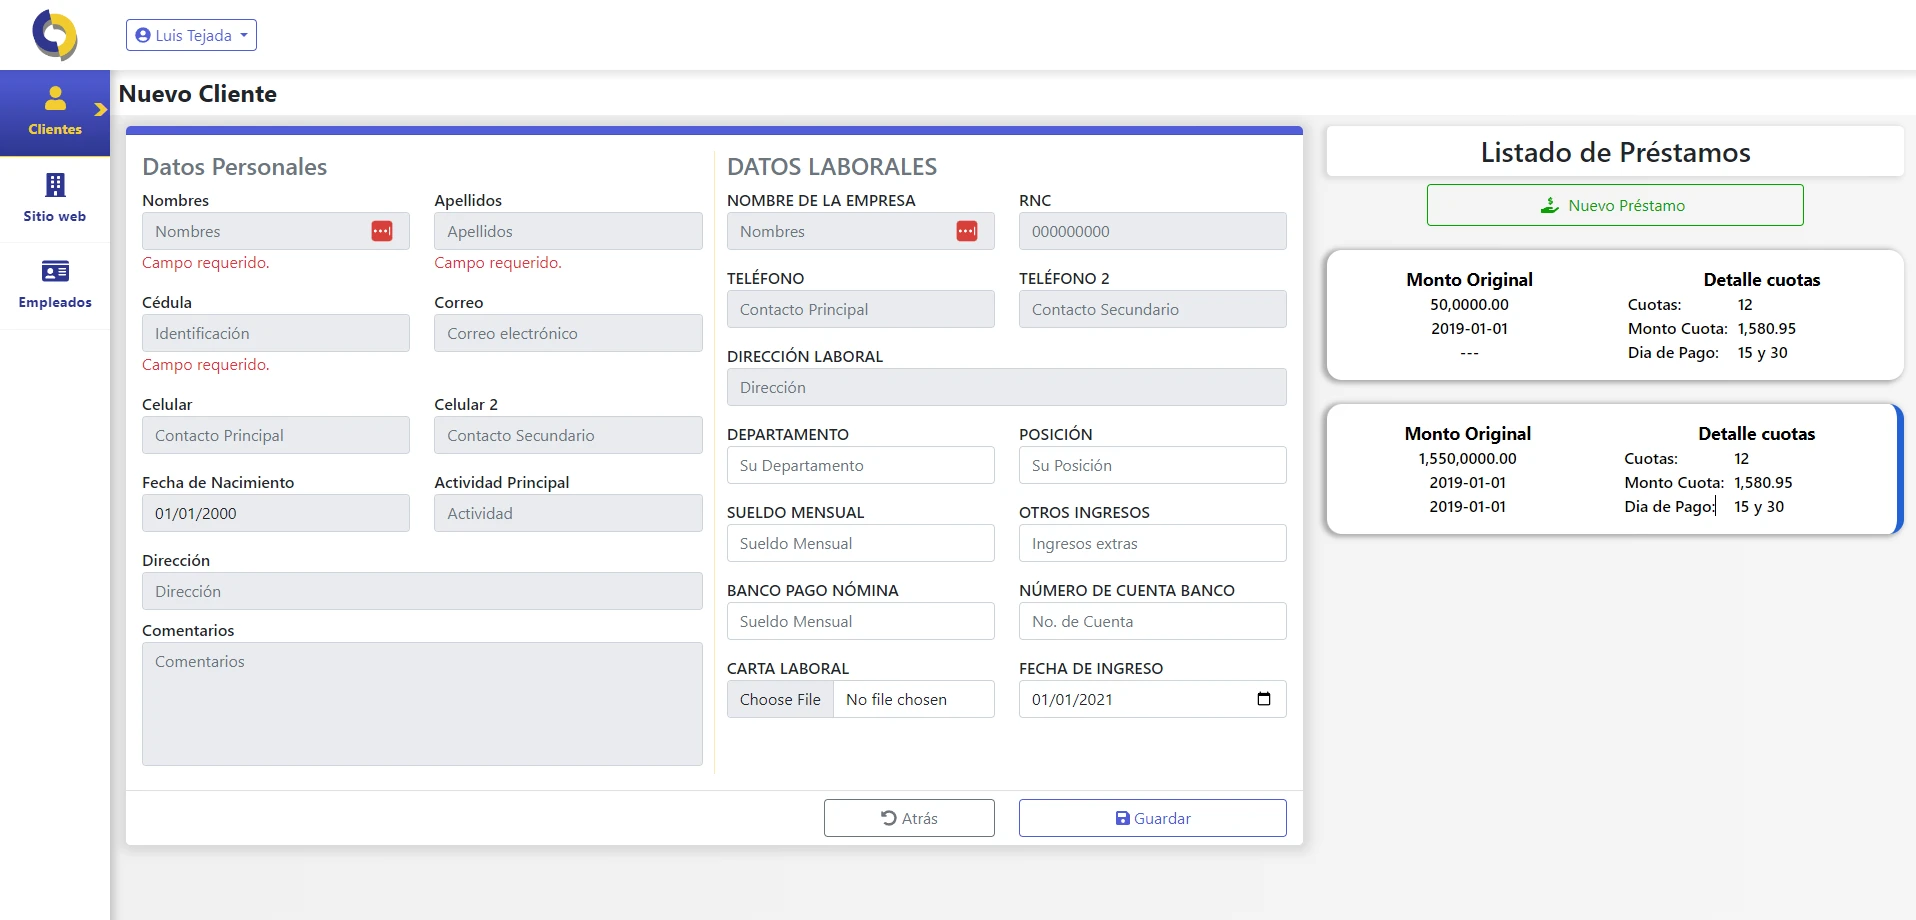 Luis Tejada
Clientes
Sitio web
Empleados
Nuevo Cliente
Datos Personales
Nombres
Apellidos
Nombres
Apellidos
Campo requerido.
Campo requerido.
Cédula
Correo
Identificación
Correo electrónico
Campo requerido.
Celular
Celular 2
Contacto Principal
Contacto Secundario
Fecha de Nacimiento
Actividad Principal
01/01/2000
Actividad
Dirección
Dirección
Comentarios
Comentarios
DATOS LABORALES
NOMBRE DE LA EMPRESA
RNC
Nombres
000000000
TELÉFONO
TELÉFONO 2
Contacto Principal
Contacto Secundario
DIRECCIÓN LABORAL
Dirección
DEPARTAMENTO
POSICIÓN
Su Departamento
Su Posición
SUELDO MENSUAL
OTROS INGRESOS
Sueldo Mensual
Ingresos extras
BANCO PAGO NÓMINA
NÚMERO DE CUENTA BANCO
Sueldo Mensual
No. de Cuenta
CARTA LABORAL
FECHA DE INGRESO
Choose File No file chosen
01/01/2021
Atrás
Guardar
Listado de Préstamos
Nuevo Préstamo
Monto Original
50,0000.00
2019-01-01
---
Detalle cuotas
Cuotas: 12
Monto Cuota: 1,580.95
Dia de Pago: 15 y 30
Monto Original
1,550,0000.00
2019-01-01
2019-01-01
Detalle cuotas
Cuotas: 12
Monto Cuota: 1,580.95
Dia de Pago: 15 y 30